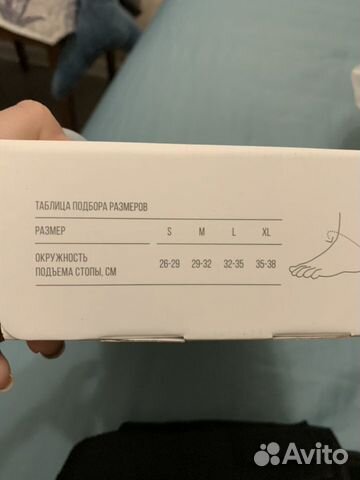 ТАБЛИЦА ПОДБОРА РАЗМЕРОВ
РАЗМЕР S M L XL
ОКРУЖНОСТЬ
ПОДЪЕМА СТОПЫ, СМ 26-29 29-32 32-35 35-38
Avito